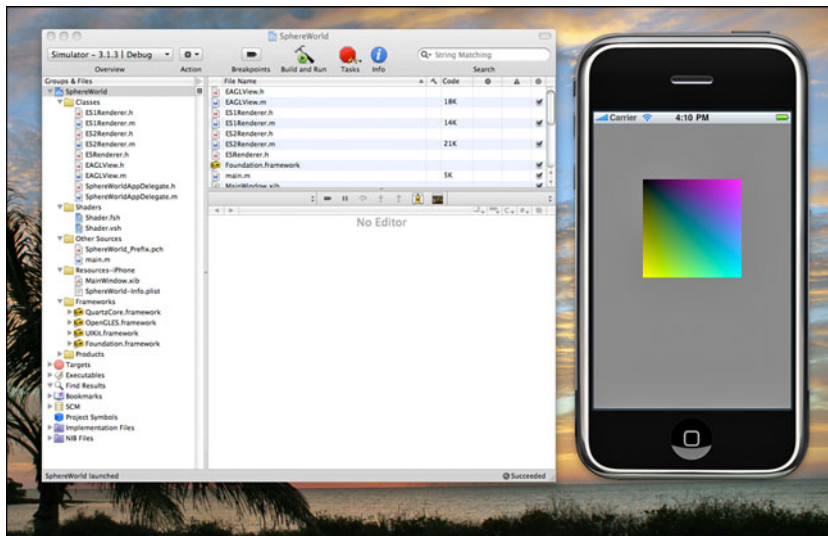 SphereWorld
Simulator - 3.1.3 | Debug
String Matching
Overview Action Breakpoints Build and Run Tasks Info Search
Groups & Files
SphereWorld
Classes
ES1Renderer.h
ES1Renderer.m
ES2Renderer.h
ES2Renderer.m
ESRenderer.h
EAGLView.h
EAGLView.m
SphereWorldAppDelegate.h
SphereWorldAppDelegate.m
Shaders
Shader.fsh
Shader.vsh
Other Sources
SphereWorld_Prefix.pch
main.m
Resources-iPhone
MainWindow.xib
SphereWorld-Info.plist
Frameworks
QuartzCore.framework
OpenGLES.framework
UIKit.framework
Foundation.framework
Products
Targets
Executables
Find Results
Bookmarks
SCM
Project Symbols
Implementation Files
NIB Files
File Name Code
EAGLView.h
EAGLView.m 18K
ES1Renderer.h
ES1Renderer.m 14K
ES2Renderer.h
ES2Renderer.m 21K
ESRenderer.h
Foundation.framework
main.m 5K
MainWindow.xib
No Editor
SphereWorld launched
Succeeded
Carrier 4:10 PM